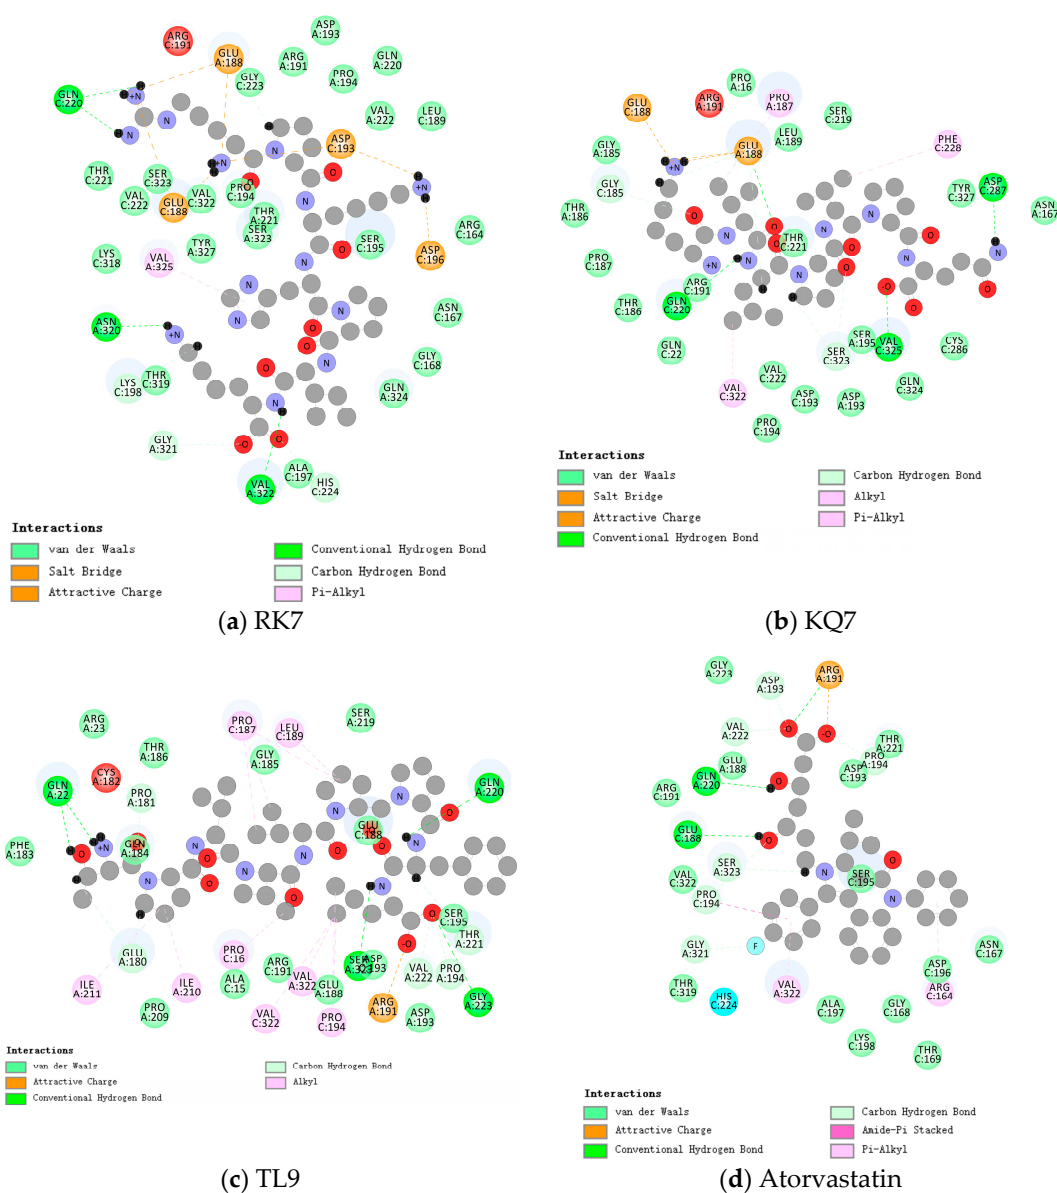 ARG C:191
GLU A:188
ASP A:193
ARG A:191
GLN A:220
GLY C:223
PRO A:194
GLN C:220
VAL A:222
LEU C:189
ASP C:193
THR C:221
SER C:323
VAL C:222
GLU C:188
VAL C:322
PRO C:194
THR A:221
SER A:323
SER C:195
ARG A:164
ASP C:196
LYS C:318
TYR A:327
VAL A:325
ASN A:320
ASN C:167
GLY C:168
LYS C:198
THR A:319
GLN A:324
GLY A:321
VAL A:322
ALA C:197
HIS C:224
Interactions
van der Waals
Salt Bridge
Attractive Charge
Conventional Hydrogen Bond
Carbon Hydrogen Bond
Pi-Alkyl
(a) RK7
GLU C:188
ARG A:191
PRO A:16
PRO A:187
SER C:219
GLU A:188
LEU A:189
PHE C:228
GLY A:185
GLY C:185
TYR C:327
ASP C:287
ASN A:167
THR A:186
THR C:221
PRO C:187
ARG C:191
GLN C:220
THR C:186
GLN C:22
SER C:323
SER A:195
VAL C:325
CYS C:286
VAL C:322
VAL C:222
ASP C:193
ASP A:193
GLN C:324
PRO C:194
Interactions
van der Waals
Salt Bridge
Attractive Charge
Conventional Hydrogen Bond
Carbon Hydrogen Bond
Alkyl
Pi-Alkyl
(b) KQ7
ARG A:23
THR A:186
PRO C:187
LEU C:189
SER A:219
GLY A:185
GLN A:22
CYS A:182
PRO A:181
GLN A:220
PHE A:183
GLN A:184
GLU C:188
GLU A:180
ILE A:211
ILE A:210
PRO A:209
PRO C:16
ALA C:15
ARG C:191
VAL A:322
VAL C:322
GLU A:188
PRO C:194
SER A:323
ASP C:193
ARG A:191
ASP A:193
VAL A:222
SER C:195
THR A:221
PRO A:194
GLY A:223
Interactions
van der Waals
Attractive Charge
Conventional Hydrogen Bond
Carbon Hydrogen Bond
Alkyl
(c) TL9
GLY A:223
ASP A:193
ARG A:191
VAL A:222
GLU A:188
GLN A:220
ARG C:191
THR A:221
PRO A:194
ASP C:193
GLU C:188
VAL C:322
SER C:323
PRO C:194
SER C:195
GLY A:321
THR A:319
HIS C:224
VAL A:322
ALA C:197
LYS C:198
GLY C:168
THR C:169
ASP C:196
ARG C:164
ASN C:167
Interactions
van der Waals
Attractive Charge
Conventional Hydrogen Bond
Carbon Hydrogen Bond
Amide-Pi Stacked
Pi-Alkyl
(d) Atorvastatin